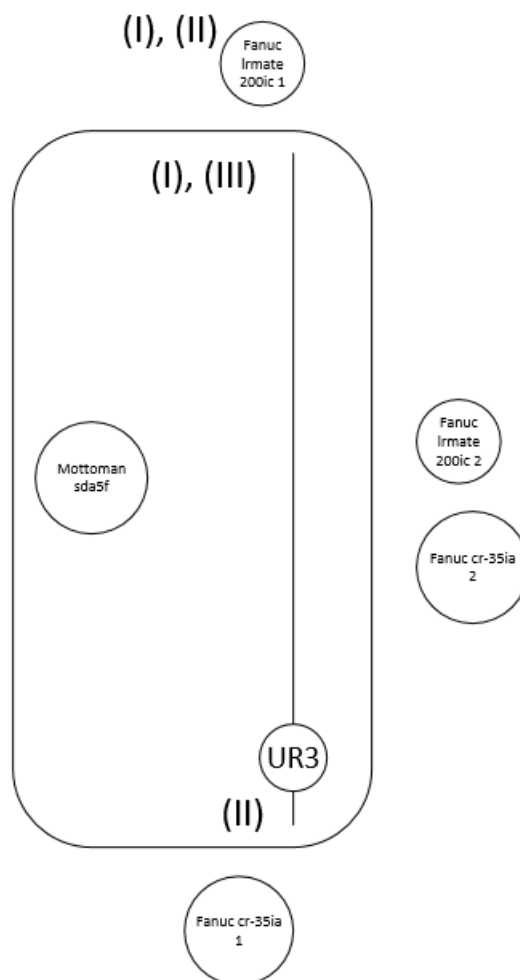 (I), (II)
Fanuc
lrmate
200ic 1
(I), (III)
Fanuc
lrmate
200ic 2
Mottoman
sda5f
Fanuc cr-35ia
2
UR3
(II)
Fanuc cr-35ia
1